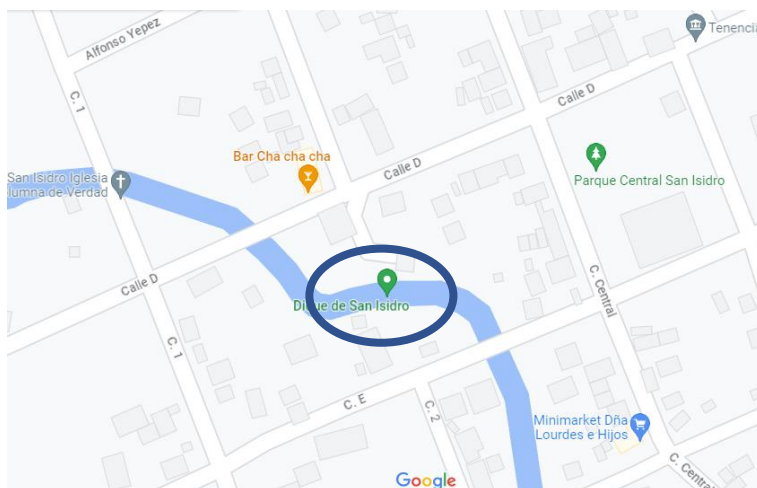 Alfonso Yepez
Tenencia
C. 1
Calle D
Bar Cha cha cha
Calle D
San Isidro Iglesia
lumna de Verdad
Parque Central San Isidro
Calle D
C. Central
Dique de San Isidro
C. 1
C. E
C. 2
Minimarket Dña
Lourdes e Hijos
C. Central
Google